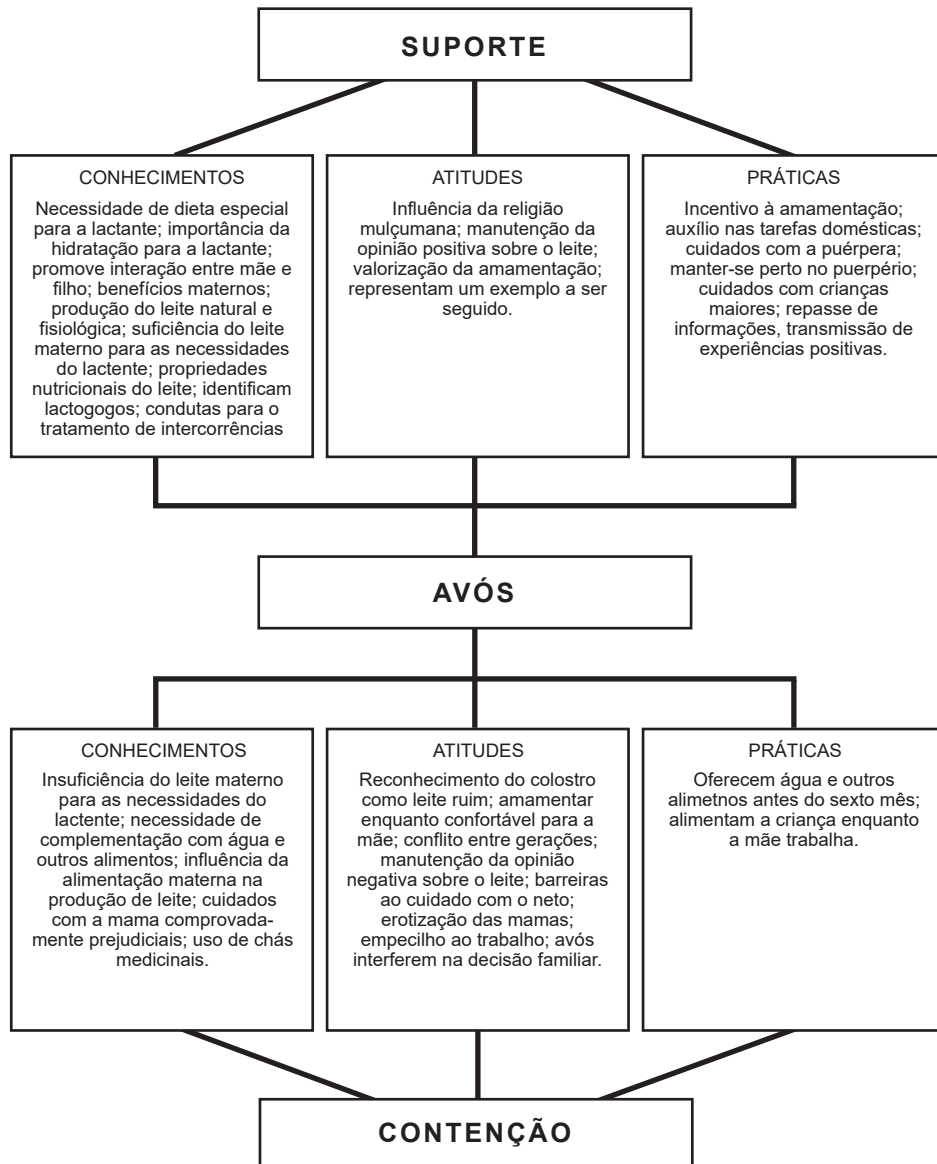 SUPORTE
CONHECIMENTOS
Necessidade de dieta especial
para a lactante; importância da
hidratação para a lactante;
promove interação entre mãe e
filho; benefícios maternos;
produção do leite natural e
fisiológica; suficiência do leite
materno para as necessidades
do lactente; propriedades
nutricionais do leite; identificam
lactogogos; condutas para o
tratamento de intercorrências
ATITUDES
Influência da religião
mulçumana; manutenção da
opinião positiva sobre o leite;
valorização da amamentação;
representam um exemplo a ser
seguido.
PRÁTICAS
Incentivo à amamentação;
auxílio nas tarefas domésticas;
cuidados com a puérpera;
manter-se perto no puerpério;
cuidados com crianças
maiores; repasse de
informações, transmissão de
experiências positivas.
AVÓS
CONHECIMENTOS
Insuficiência do leite materno
para as necessidades do
lactente; necessidade de
complementação com água e
outros alimentos; influência da
alimentação materna na
produção de leite; cuidados
com a mama comprovada-
mente prejudiciais; uso de chás
medicinais.
ATITUDES
Reconhecimento do colostro
como leite ruim; amamentar
enquanto confortável para a
mãe; conflito entre gerações;
manutenção da opinião
negativa sobre o leite; barreiras
ao cuidado com o neto;
erotização das mamas;
empecilho ao trabalho; avós
interferem na decisão familiar.
PRÁTICAS
Oferecem água e outros
alimetnos antes do sexto mês;
alimentam a criança enquanto
a mãe trabalha.
CONTENÇÃO